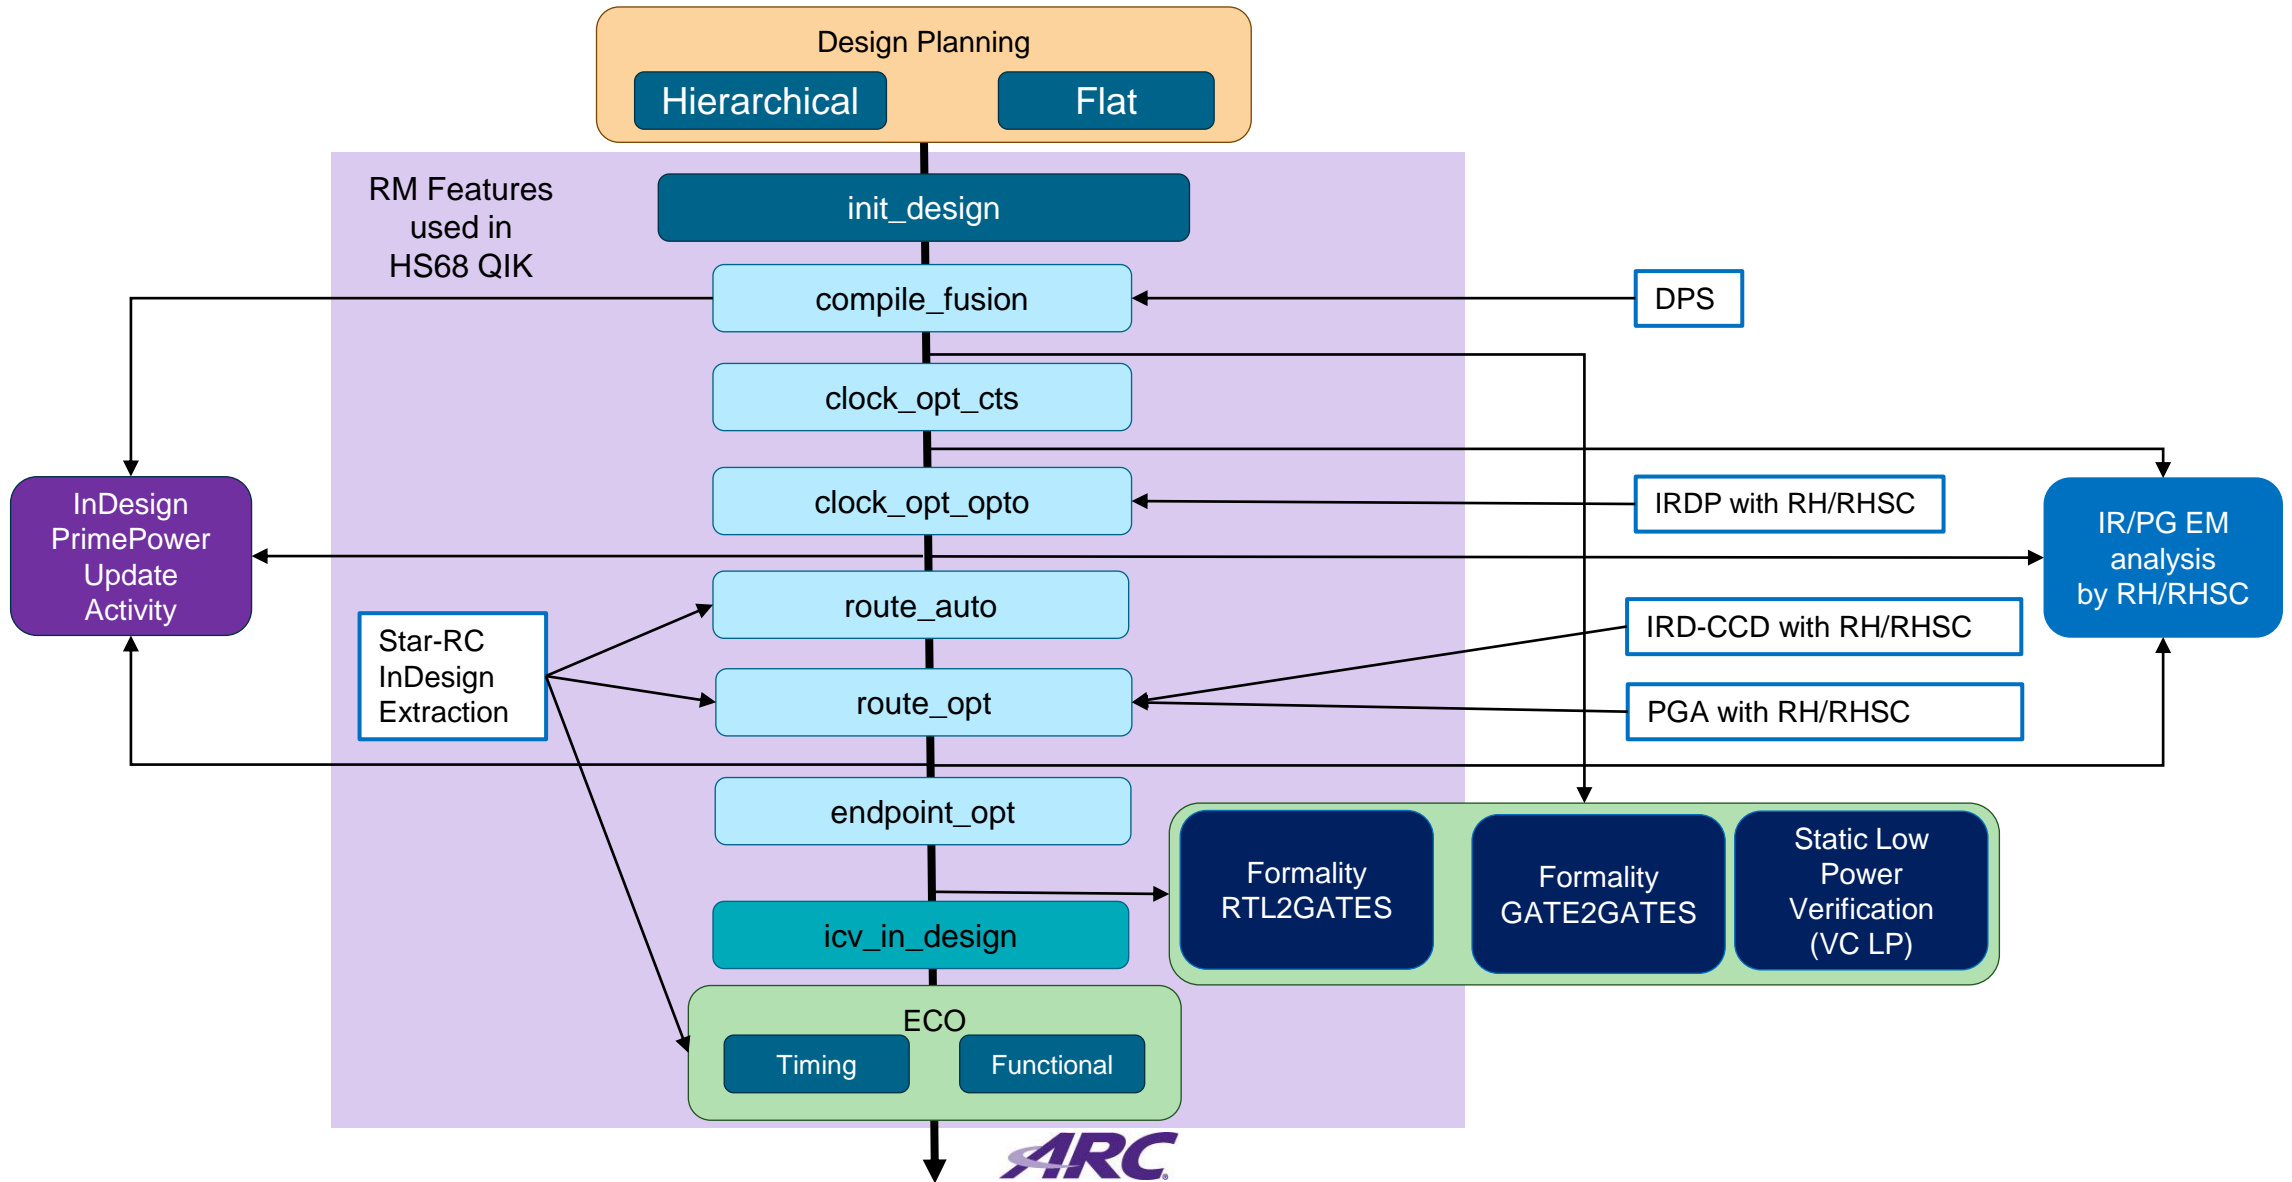 Design Planning
Hierarchical
Flat
RM Features
used in
HS68 QIK
init_design
compile_fusion
DPS
clock_opt_cts
clock_opt_opto
IRDP with RH/RHSC
InDesign
PrimePower
Update
Activity
IR/PG EM
analysis
by RH/RHSC
route_auto
Star-RC
InDesign
Extraction
IRD-CCD with RH/RHSC
route_opt
PGA with RH/RHSC
endpoint_opt
Formality
RTL2GATES
Formality
GATE2GATES
Static Low
Power
Verification
(VC LP)
icv_in_design
ECO
Timing
Functional
ARC®